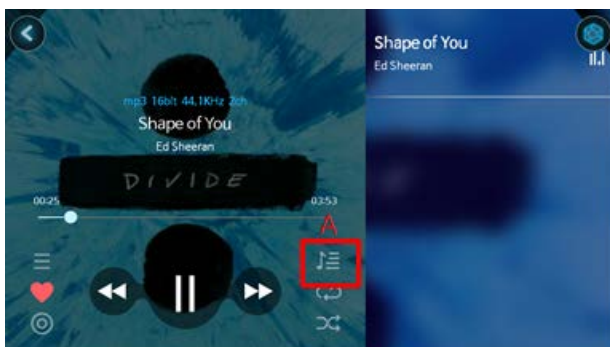 mp3 16bit 44,1KHz 2ch
Shape of You
Ed Sheeran
DIVIDE
00:25
03:53
A
Shape of You
Ed Sheeran